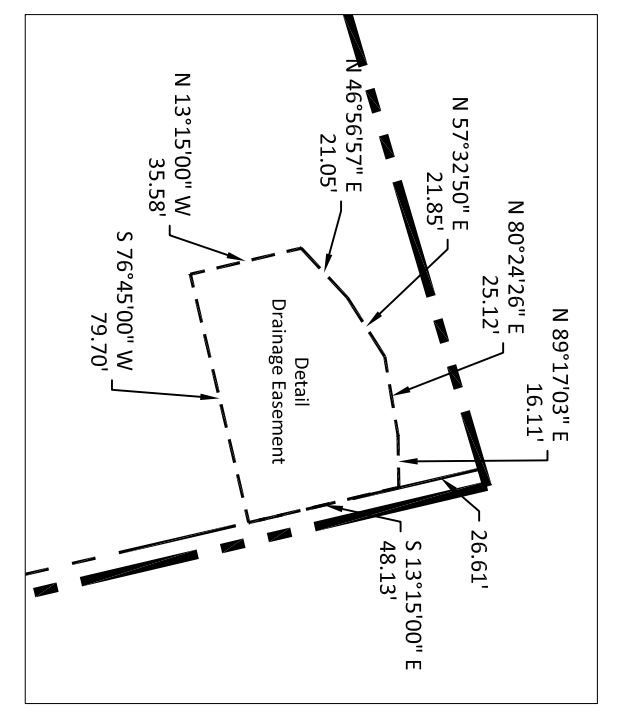 N 13°15'00" W
35.58'
N 46°56'57" E
21.05'
N 57°32'50" E
21.85'
N 80°24'26" E
25.12'
N 89°17'03" E
16.11'
S 76°45'00" W
79.70'
Detail
Drainage Easement
26.61'
S 13°15'00" E
48.13'